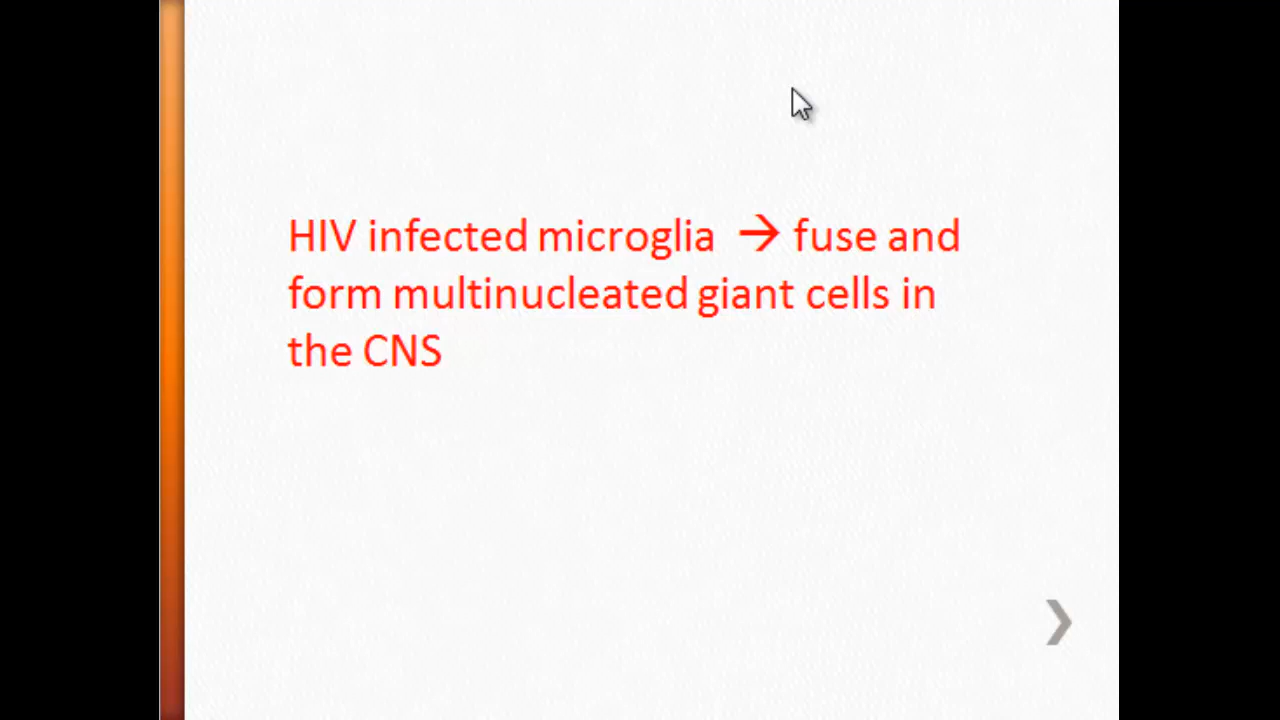 HIV infected microglia → fuse and
form multinucleated giant cells in
the CNS